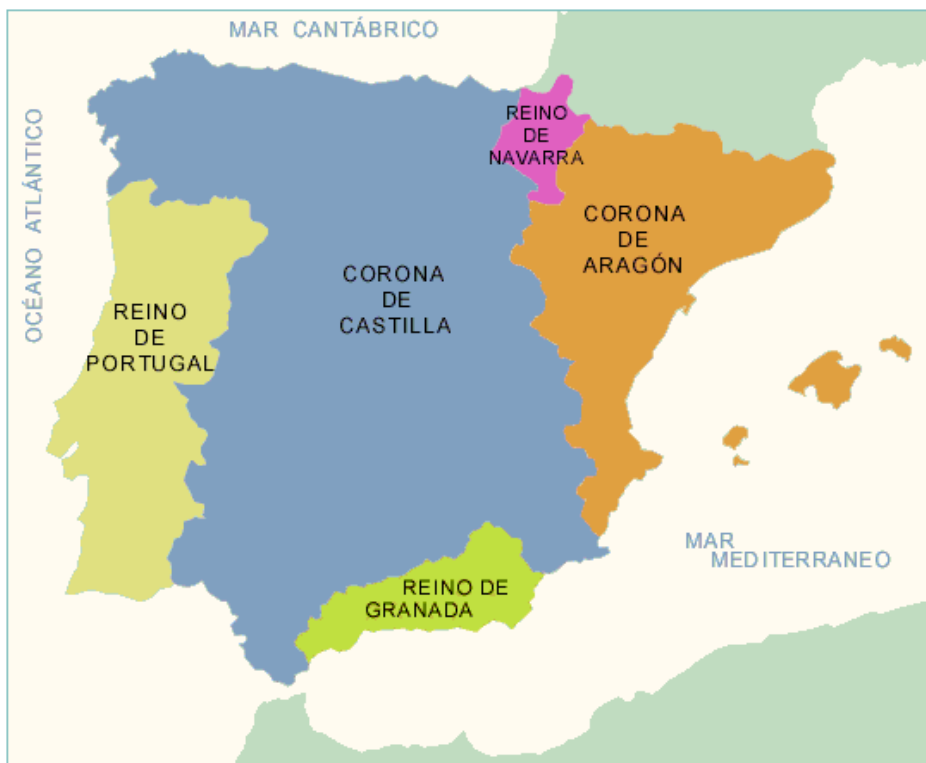 MAR CANTÁBRICO
OCÉANO ATLÁNTICO
REINO
DE
NAVARRA
CORONA
DE
ARAGÓN
CORONA
DE
CASTILLA
REINO
DE
PORTUGAL
MAR
MEDITERRANEO
REINO DE
GRANADA